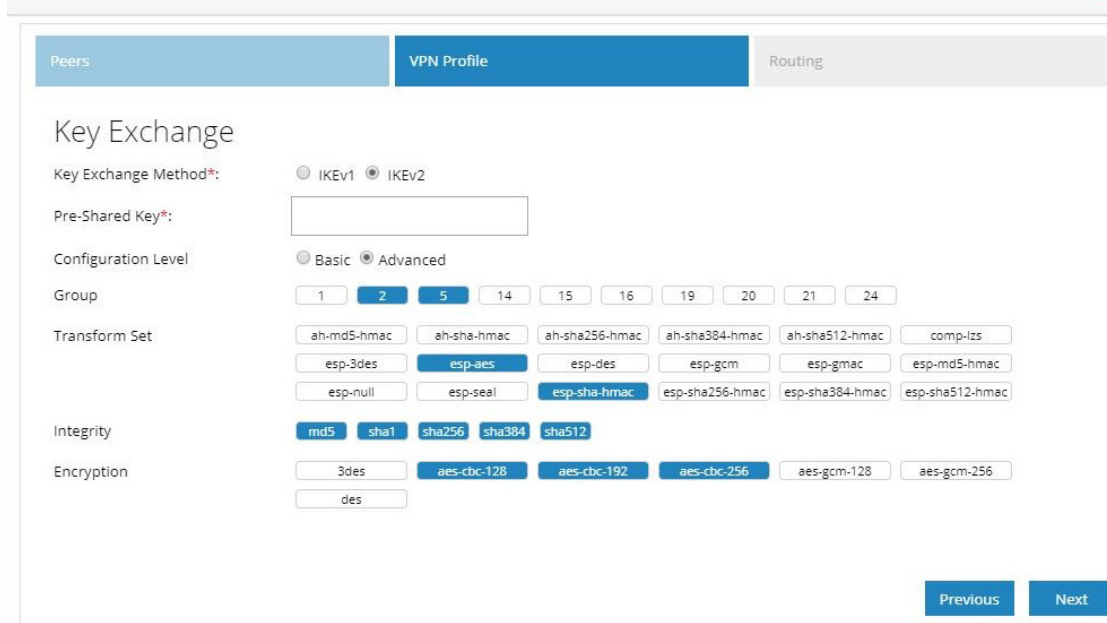 Peers VPN Profile Routing
Key Exchange
Key Exchange Method*: IKEv1 IKEv2
Pre-Shared Key*:
Configuration Level Basic Advanced
Group 1 2 5 14 15 16 19 20 21 24
Transform Set ah-md5-hmac ah-sha-hmac ah-sha256-hmac ah-sha384-hmac ah-sha512-hmac comp-lzs
esp-3des esp-aes esp-des esp-gcm esp-gmac esp-md5-hmac
esp-null esp-seal esp-sha-hmac esp-sha256-hmac esp-sha384-hmac esp-sha512-hmac
Integrity md5 sha1 sha256 sha384 sha512
Encryption 3des aes-cbc-128 aes-cbc-192 aes-cbc-256 aes-gcm-128 aes-gcm-256
des
Previous Next